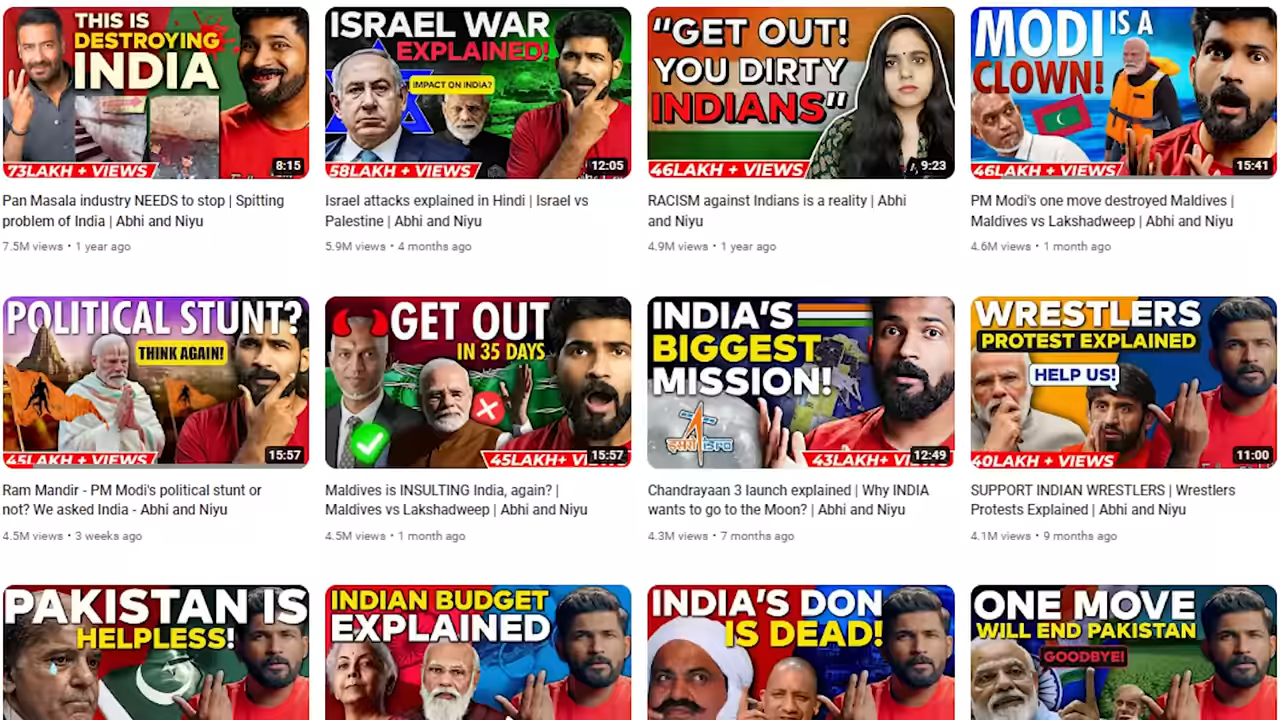 THIS IS
DESTROYING
INDIA
73LAKH + VIEWS
8:15
Pan Masala industry NEEDS to stop | Spitting
problem of India | Abhi and Niyu
7.5M views • 1 year ago
ISRAEL WAR
EXPLAINED!
IMPACT ON INDIA?
58LAKH + VIEWS
12:05
Israel attacks explained in Hindi | Israel vs
Palestine | Abhi and Niyu
5.9M views • 4 months ago
"GET OUT!
YOU DIRTY
INDIANS"
46LAKH + VIEWS
9:23
RACISM against Indians is a reality | Abhi
and Niyu
4.9M views • 1 year ago
MODI IS A
CLOWN!
46LAKH + VIEWS
15:41
PM Modi's one move destroyed Maldives |
Maldives vs Lakshadweep | Abhi and Niyu
4.6M views • 1 month ago
POLITICAL STUNT?
THINK AGAIN!
45LAKH + VIEWS
15:57
Ram Mandir - PM Modi's political stunt or
not? We asked India - Abhi and Niyu
4.5M views • 3 weeks ago
GET OUT
IN 35 DAYS
45LAKH+ VI
15:57
Maldives is INSULTING India, again? |
Maldives vs Lakshadweep | Abhi and Niyu
4.5M views • 1 month ago
INDIA'S
BIGGEST
MISSION!
इसरो isro
43LAKH+ VI
12:49
Chandrayaan 3 launch explained | Why INDIA
wants to go to the Moon? | Abhi and Niyu
4.3M views • 7 months ago
WRESTLERS
PROTEST EXPLAINED
HELP US!
40LAKH + VIEWS
11:00
SUPPORT INDIAN WRESTLERS | Wrestlers
Protests Explained | Abhi and Niyu
4.1M views • 9 months ago
PAKISTAN IS
HELPLESS!
INDIAN BUDGET
EXPLAINED
INDIA'S DON
IS DEAD!
ONE MOVE
WILL END PAKISTAN
GOODBYE!